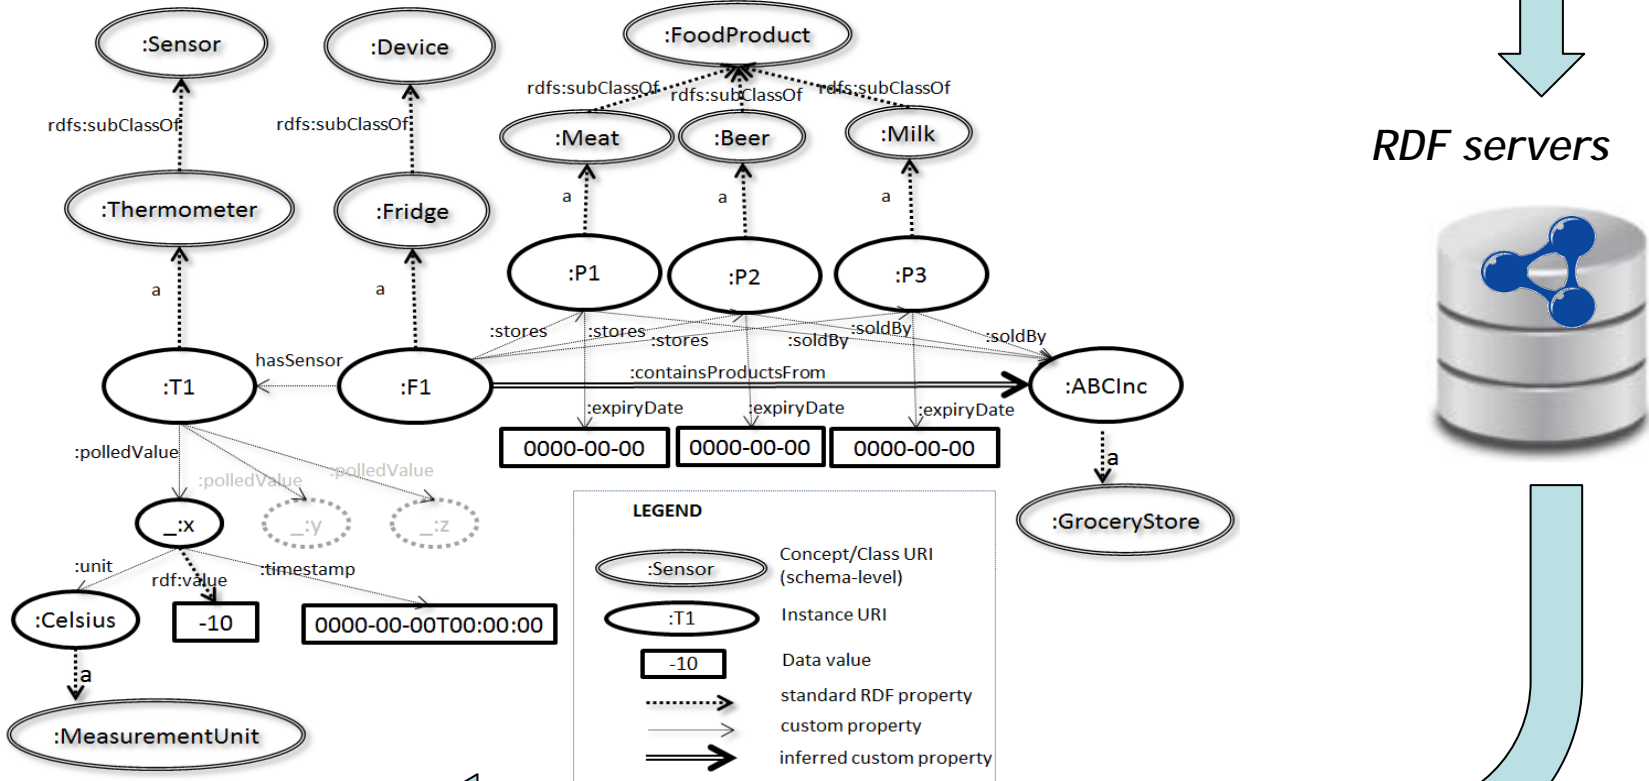 :Sensor
:Device
:FoodProduct
rdfs:subClassOf
rdfs:subClassOf
rdfs:subClassOf
rdfs:subClassOf
rdfs:subClassOf
:Meat
:Beer
:Milk
RDF servers
a
a
a
:Thermometer
:Fridge
:P1
:P2
:P3
a
a
:stores
:stores
:stores
:soldBy
:soldBy
:soldBy
hasSensor
:T1
:F1
:containsProductsFrom
:ABCInc
:expiryDate
:expiryDate
:expiryDate
0000-00-00
0000-00-00
0000-00-00
:polledValue
:polledValue
:polledValue
a
_:x
_:y
_:z
:GroceryStore
:unit
rdf:value
:timestamp
:Celsius
-10
0000-00-00T00:00:00
a
:MeasurementUnit
LEGEND
:Sensor
Concept/Class URI
(schema-level)
:T1
Instance URI
-10
Data value
standard RDF property
custom property
inferred custom property